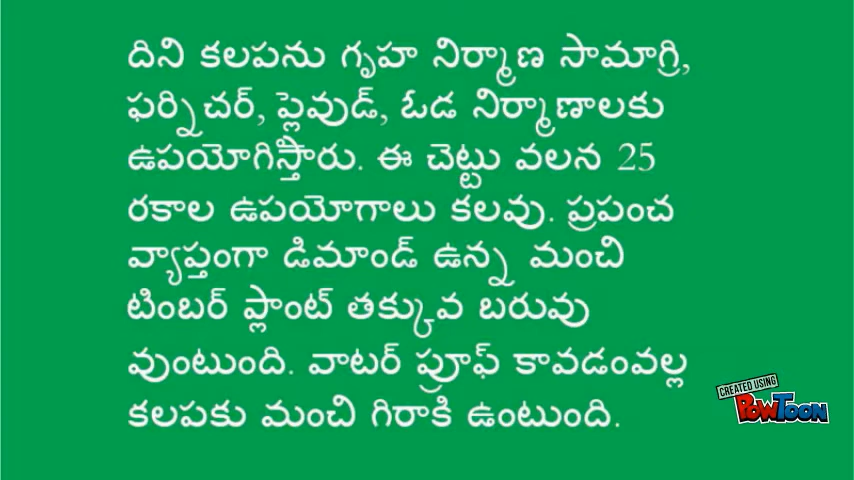 దిని కలపను గృహ నిర్మాణ సామాగ్రి,
ఫర్నిచర్, ప్లైవుడ్, ఓడ నిర్మాణాలకు
ఉపయోగిస్తారు. ఈ చెట్టు వలన 25
రకాల ఉపయోగాలు కలవు. ప్రపంచ
వ్యాప్తంగా డిమాండ్ ఉన్న మంచి
టింబర్ ప్లాంట్ తక్కువ బరువు
వుంటుంది. వాటర్ ప్రూఫ్ కావడంవల్ల
కలపకు మంచి గిరాకి ఉంటుంది.
CREATED USING
POWTOON